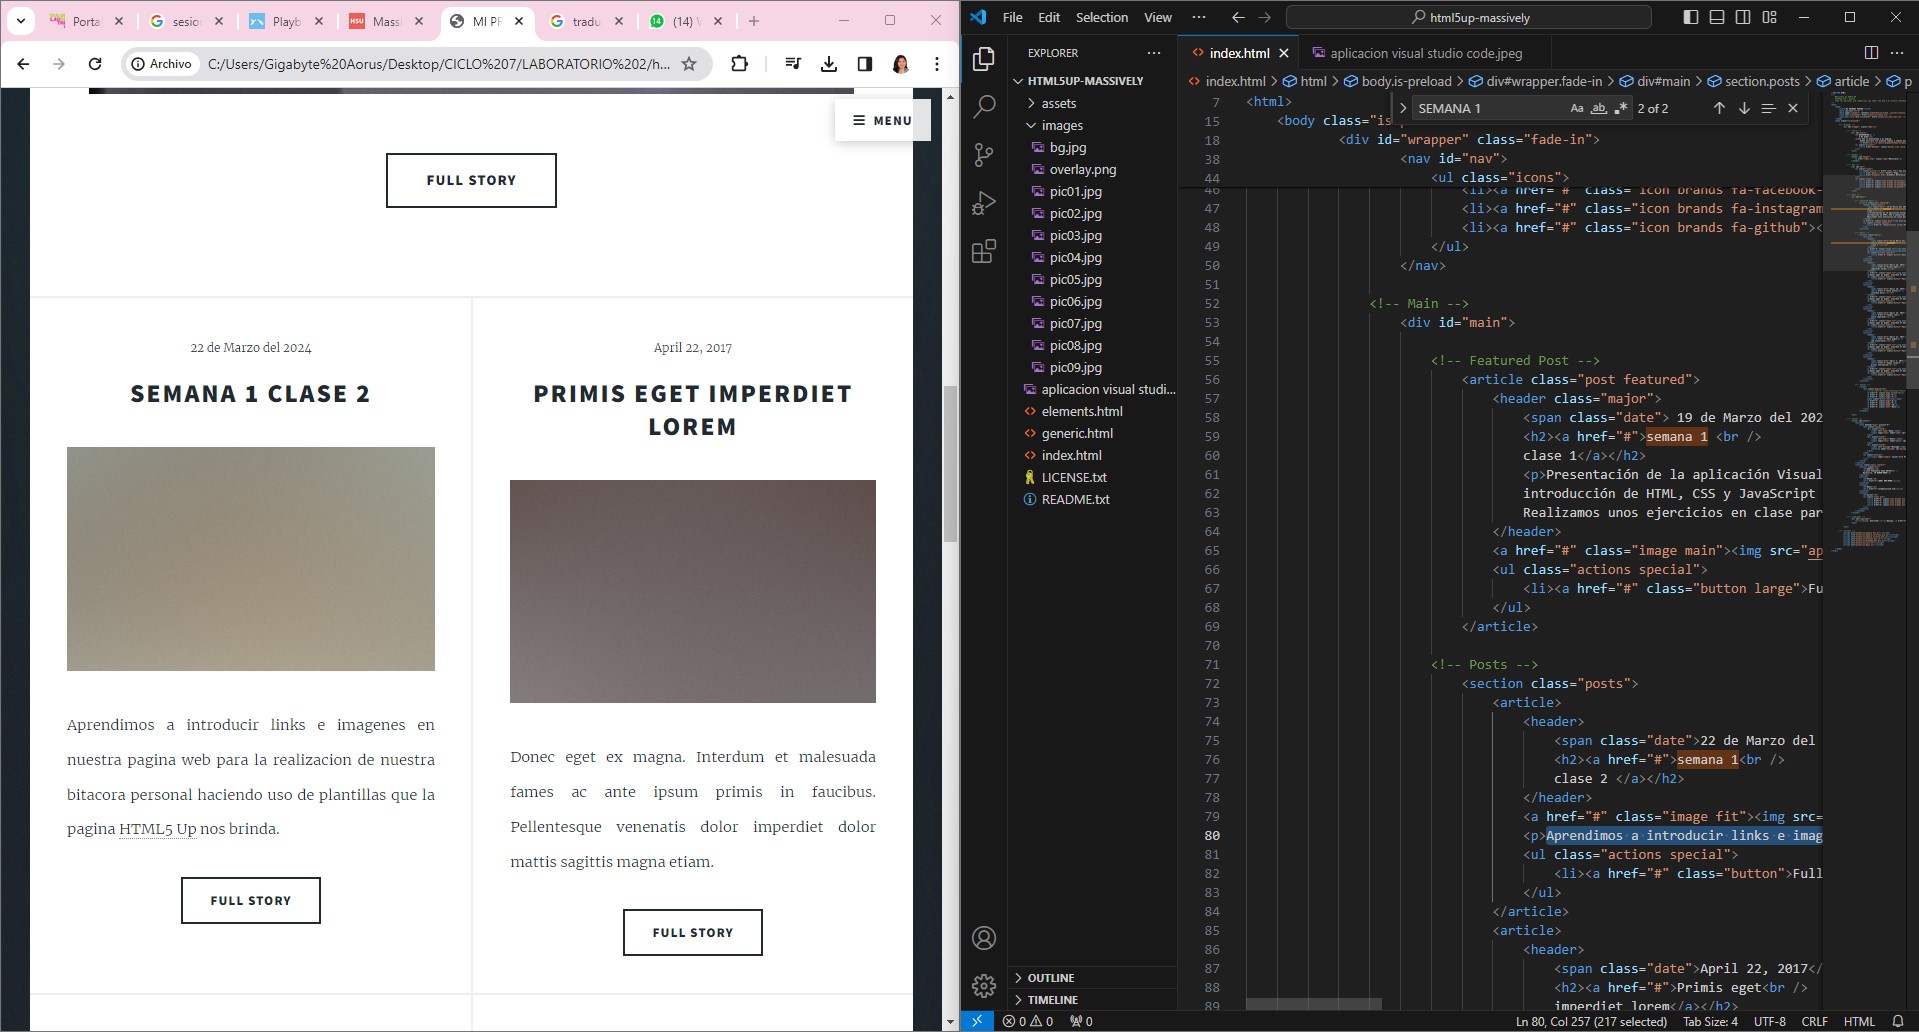 Porta
sesio
Playb
HSU
Massi
MI PF
tradu
14
(14)
Archivo
C:/Users/Gigabyte%20Aorus/Desktop/CICLO%207/LABORATORIO%202/h...
MENU
FULL STORY
22 de Marzo del 2024
SEMANA 1 CLASE 2
Aprendimos a introducir links e imagenes en
nuestra pagina web para la realizacion de nuestra
bitacora personal haciendo uso de plantillas que la
pagina HTML5 Up nos brinda.
FULL STORY
April 22, 2017
PRIMIS EGET IMPERDIET
LOREM
Donec eget ex magna. Interdum et malesuada
fames ac ante ipsum primis in faucibus.
Pellentesque venenatis dolor imperdiet dolor
mattis sagittis magna etiam.
FULL STORY
File Edit Selection View ...
html5up-massively
EXPLORER
HTML5UP-MASSIVELY
assets
images
bg.jpg
overlay.png
pic01.jpg
pic02.jpg
pic03.jpg
pic04.jpg
pic05.jpg
pic06.jpg
pic07.jpg
pic08.jpg
pic09.jpg
aplicacion visual studi...
elements.html
generic.html
index.html
LICENSE.txt
README.txt
OUTLINE
TIMELINE
index.html
aplicacion visual studio code.jpeg
index.html > html > body.is-preload > div#wrapper.fade-in > div#main > section.posts > article > p
SEMANA 1
Aa ab .*
2 of 2
7 <html>
15 <body class="is
18 <div id="wrapper" class="fade-in">
38 <nav id="nav">
44 <ul class="icons">
46 <li><a href="#" class="icon brands fa-facebook-
47 <li><a href="#" class="icon brands fa-instagram
48 <li><a href="#" class="icon brands fa-github"><
49 </ul>
50 </nav>
51
52 <!-- Main -->
53 <div id="main">
54
55 <!-- Featured Post -->
56 <article class="post featured">
57 <header class="major">
58 <span class="date"> 19 de Marzo del 202
59 <h2><a href="#">semana 1 <br />
60 clase 1</a></h2>
61 <p>Presentación de la aplicación Visual
62 introducción de HTML, CSS y JavaScript
63 Realizamos unos ejercicios en clase par
64 </header>
65 <a href="#" class="image main"><img src="ap
66 <ul class="actions special">
67 <li><a href="#" class="button large">Fu
68 </ul>
69 </article>
70
71 <!-- Posts -->
72 <section class="posts">
73 <article>
74 <header>
75 <span class="date">22 de Marzo del
76 <h2><a href="#">semana 1<br />
77 clase 2 </a></h2>
78 </header>
79 <a href="#" class="image fit"><img src=
80 <p>Aprendimos a introducir links e imag
81 <ul class="actions special">
82 <li><a href="#" class="button">Full
83 </ul>
84 </article>
85 <article>
86 <header>
87 <span class="date">April 22, 2017</
88 <h2><a href="#">Primis eget<br />
89 imperdiet lorem</a></h2>
0 0 0
Ln 80, Col 257 (217 selected) Tab Size: 4 UTF-8 CRLF HTML